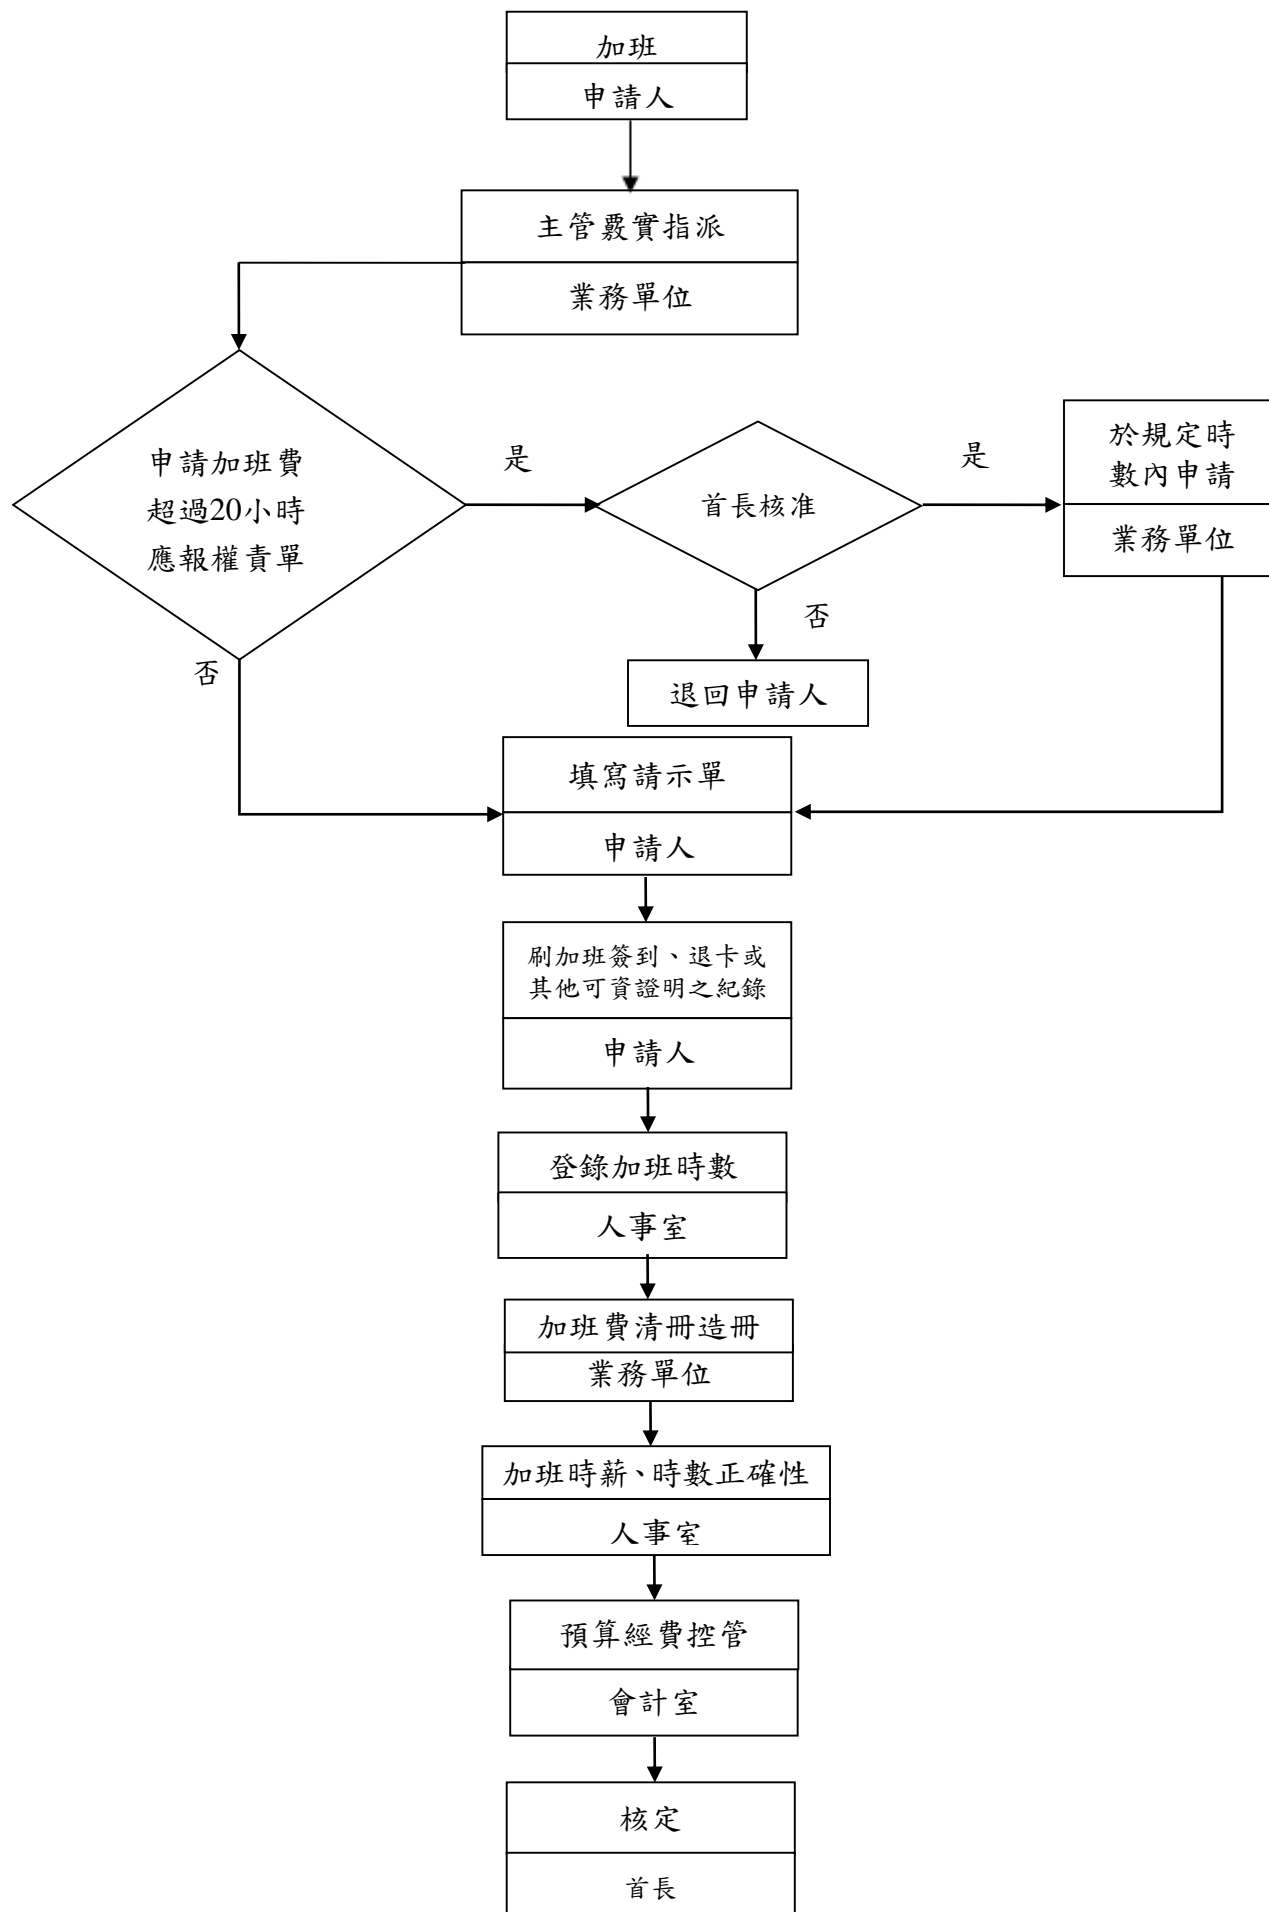 加班
申請人
主管覈實指派
業務單位
申請加班費
超過20小時
應報權責單
是
首長核准
是
於規定時
數內申請
業務單位
否
退回申請人
否
填寫請示單
申請人
刷加班簽到、退卡或
其他可資證明之紀錄
申請人
登錄加班時數
人事室
加班費清冊造冊
業務單位
加班時薪、時數正確性
人事室
預算經費控管
會計室
核定
首長